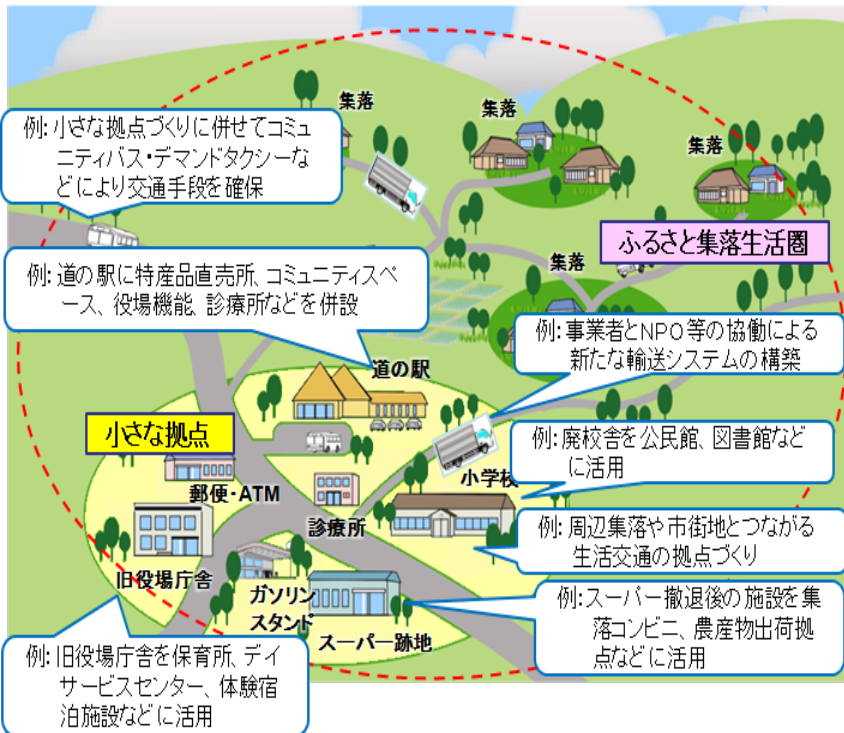 集落
集落
集落
例：小さな拠点づくりに併せてコミュ
ニティバス・デマンドタクシーな
どにより交通手段を確保
ふるさと集落生活圏
集落
例：道の駅に特産品直売所、コミュニティスペ
ース、役場機能、診療所などを併設
例：事業者とNPO等の協働による
新たな輸送システムの構築
道の駅
小さな拠点
例：廃校舎を公民館、図書館など
に活用
小学校
郵便・ATM
診療所
例：周辺集落や市街地とつながる
生活交通の拠点づくり
旧役場庁舎
ガソリン
スタンド
スーパー跡地
例：スーパー撤退後の施設を集
落コンビニ、農産物出荷拠
点などに活用
例：旧役場庁舎を保育所、デイ
サービスセンター、体験宿
泊施設などに活用